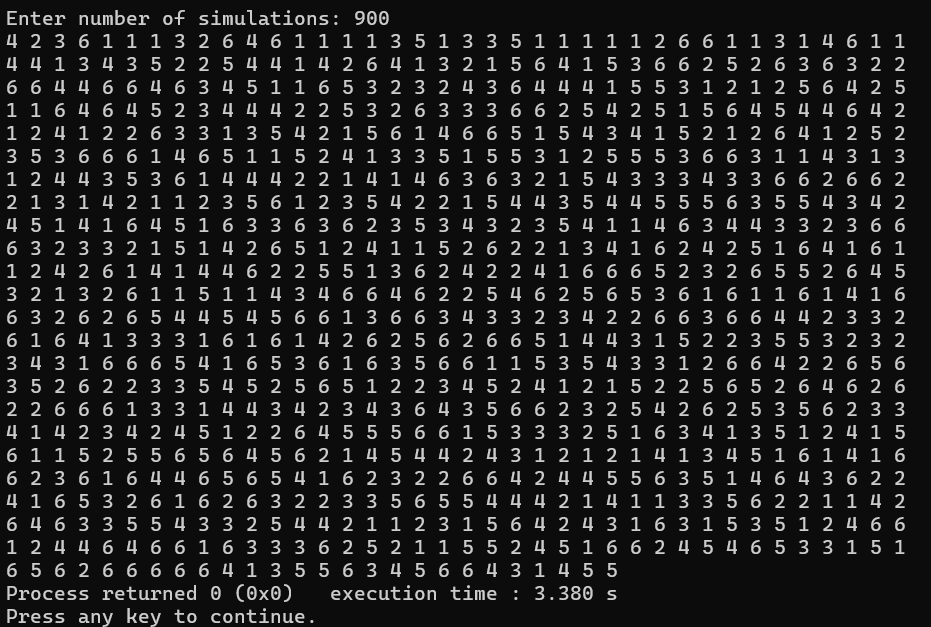 Enter number of simulations: 900
4 2 3 6 1 1 1 3 2 6 4 6 1 1 1 1 3 5 1 3 3 5 1 1 1 1 1 2 6 6 1 1 3 1 4 6 1 1
4 4 1 3 4 3 5 2 2 5 4 4 1 4 2 6 4 1 3 2 1 5 6 4 1 5 3 6 6 2 5 2 6 3 6 3 2 2
6 6 4 4 6 6 4 6 3 4 5 1 1 6 5 3 2 3 2 4 3 6 4 4 4 1 5 5 3 1 2 1 2 5 6 4 2 5
1 1 6 4 6 4 5 2 3 4 4 4 2 2 5 3 2 6 3 3 3 6 6 2 5 4 2 5 1 5 6 4 5 4 4 6 4 2
1 2 4 1 2 2 6 3 3 1 3 5 4 2 1 5 6 1 4 6 6 5 1 5 4 3 4 1 5 2 1 2 6 4 1 2 5 2
3 5 3 6 6 6 1 4 6 5 1 1 5 2 4 1 3 3 5 1 5 5 3 1 2 5 5 5 3 6 6 3 1 1 4 3 1 3
1 2 4 4 3 5 3 6 1 4 4 4 2 2 1 4 1 4 6 3 6 3 2 1 5 4 3 3 3 4 3 3 6 6 2 6 6 2
2 1 3 1 4 2 1 1 2 3 5 6 1 2 3 5 4 2 2 1 5 4 4 3 5 4 4 5 5 5 6 3 5 5 4 3 4 2
4 5 1 4 1 6 4 5 1 6 3 3 6 3 6 2 3 5 3 4 3 2 3 5 4 1 1 4 6 3 4 4 3 3 2 3 6 6
6 3 2 3 3 2 1 5 1 4 2 6 5 1 2 4 1 1 5 2 6 2 2 1 3 4 1 6 2 4 2 5 1 6 4 1 6 1
1 2 4 2 6 1 4 1 4 4 6 2 2 5 5 1 3 6 2 4 2 2 4 1 6 6 6 5 2 3 2 6 5 5 2 6 4 5
3 2 1 3 2 6 1 1 5 1 1 4 3 4 6 6 4 6 2 2 5 4 6 2 5 6 5 3 6 1 6 1 1 6 1 4 1 6
6 3 2 6 2 6 5 4 4 5 4 5 6 6 1 3 6 6 3 4 3 3 2 3 4 2 2 6 6 3 6 6 4 4 2 3 3 2
6 1 6 4 1 3 3 3 1 6 1 6 1 4 2 6 2 5 6 2 6 6 5 1 4 4 3 1 5 2 2 3 5 5 3 2 3 2
3 4 3 1 6 6 6 5 4 1 6 5 3 6 1 6 3 5 6 6 1 1 5 3 5 4 3 3 1 2 6 6 4 2 2 6 5 6
3 5 2 6 2 2 3 3 5 4 5 2 5 6 5 1 2 2 3 4 5 2 4 1 2 1 5 2 2 5 6 5 2 6 4 6 2 6
2 2 6 6 6 1 3 3 1 4 4 3 4 2 3 4 3 6 4 3 5 6 6 2 3 2 5 4 2 6 2 5 3 5 6 2 3 3
4 1 4 2 3 4 2 4 5 1 2 2 6 4 5 5 5 6 6 1 5 3 3 3 2 5 1 6 3 4 1 3 5 1 2 4 1 5
6 1 1 5 2 5 5 6 5 6 4 5 6 2 1 4 5 4 4 2 4 3 1 2 1 2 1 4 1 3 4 5 1 6 1 4 1 6
6 2 3 6 1 6 4 4 6 5 6 5 4 1 6 2 3 2 2 6 6 4 2 4 4 5 5 6 3 5 1 4 6 4 3 6 2 2
4 1 6 5 3 2 6 1 6 2 6 3 2 2 3 3 5 6 5 5 4 4 4 2 1 4 1 1 3 3 5 6 2 2 1 1 4 2
6 4 6 3 3 5 5 4 3 3 2 5 4 4 2 1 1 2 3 1 5 6 4 2 4 3 1 6 3 1 5 3 5 1 2 4 6 6
1 2 4 4 6 4 6 6 1 6 3 3 3 6 2 5 2 1 1 5 5 2 4 5 1 6 6 2 4 5 4 6 5 3 3 1 5 1
6 5 6 2 6 6 6 6 6 4 1 3 5 5 6 3 4 5 6 6 4 3 1 4 5 5
Process returned 0 (0x0)   execution time : 3.380 s
Press any key to continue.